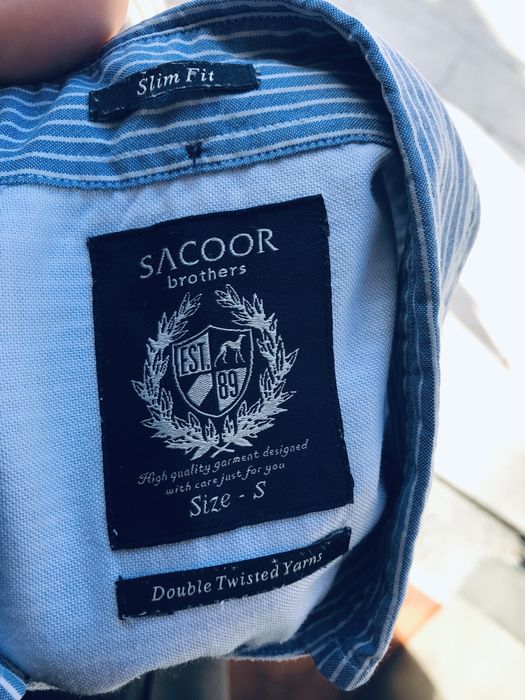 Slim Fit
SACOOR
brothers
EST.
89
High quality garment designed
with care just for you
Size - S
Double Twisted Yarns